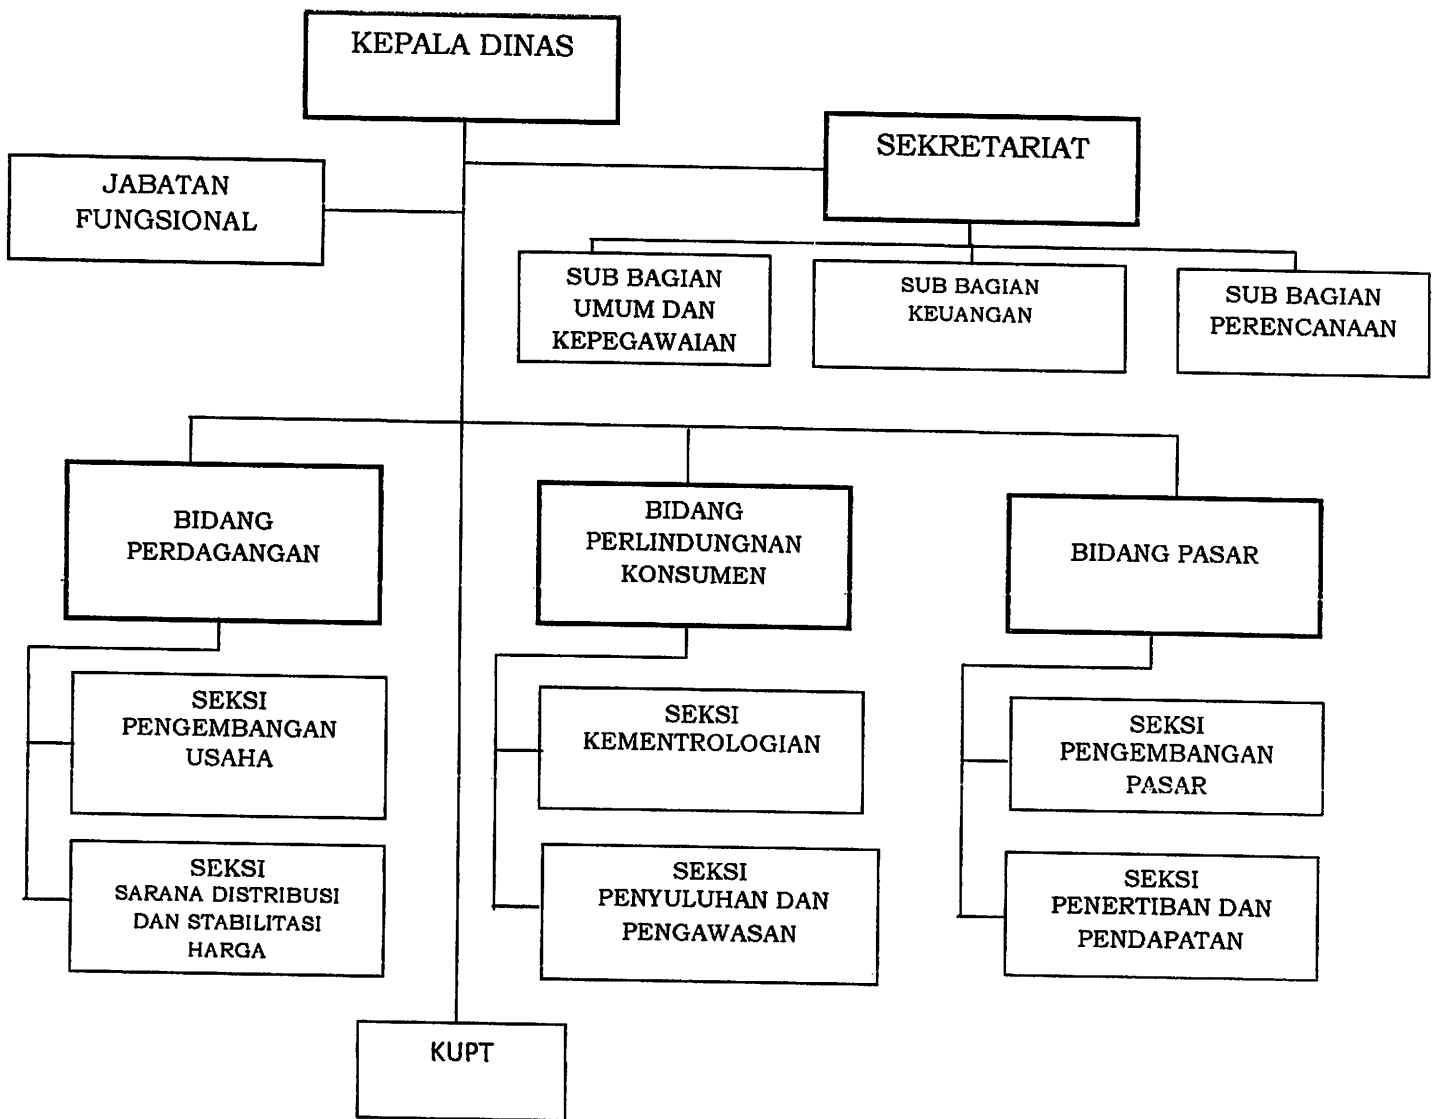 KEPALA DINAS
SEKRETARIAT
JABATAN
FUNGSIONAL
SUB BAGIAN
UMUM DAN
KEPEGAWAIAN
SUB BAGIAN
KEUANGAN
SUB BAGIAN
PERENCANAAN
BIDANG
PERDAGANGAN
BIDANG
PERLINDUNGNAN
KONSUMEN
BIDANG PASAR
SEKSI
PENGEMBANGAN
USAHA
SEKSI
KEMENTROLOGIAN
SEKSI
PENGEMBANGAN
PASAR
SEKSI
SARANA DISTRIBUSI
DAN STABILITASI
HARGA
SEKSI
PENYULUHAN DAN
PENGAWASAN
SEKSI
PENERTIBAN DAN
PENDAPATAN
KUPT